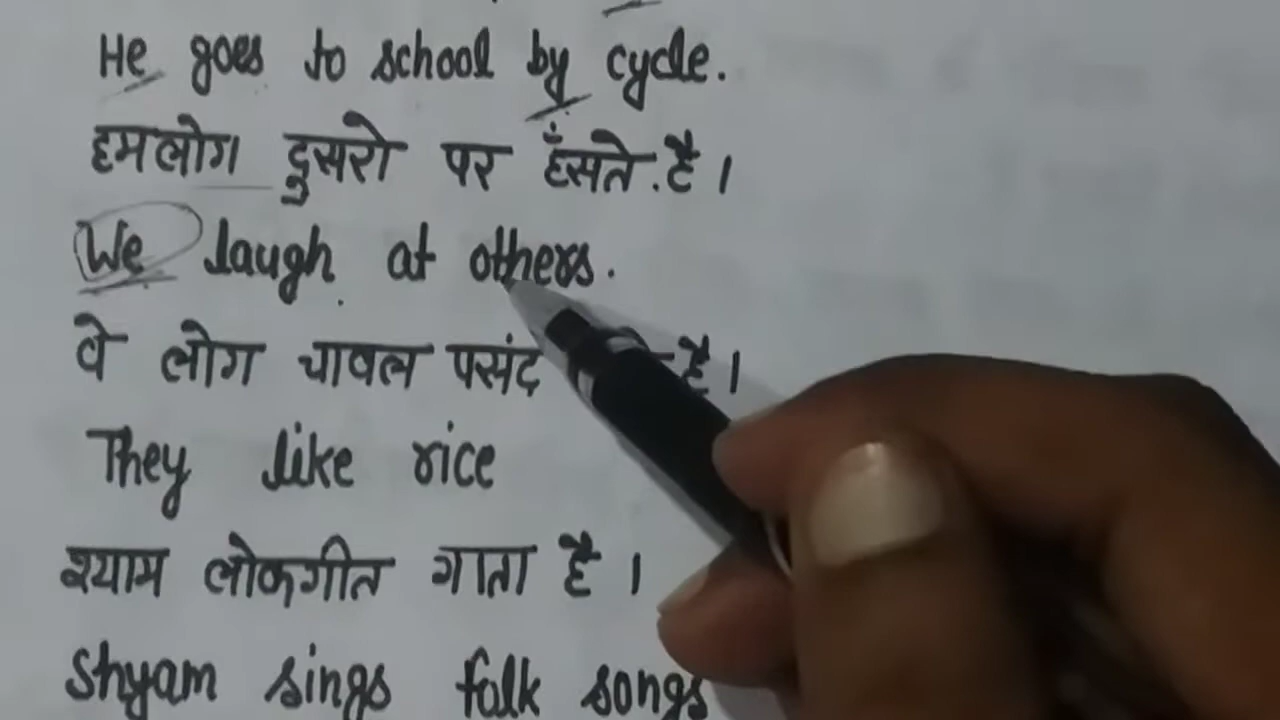 He goes to school by cycle.
हमलोग दुसरो पर हँसते है।
We laugh at others.
वे लोग चावल पसंद है।
They like rice
श्याम लोकगीत गाता है।
Shyam sings folk songs